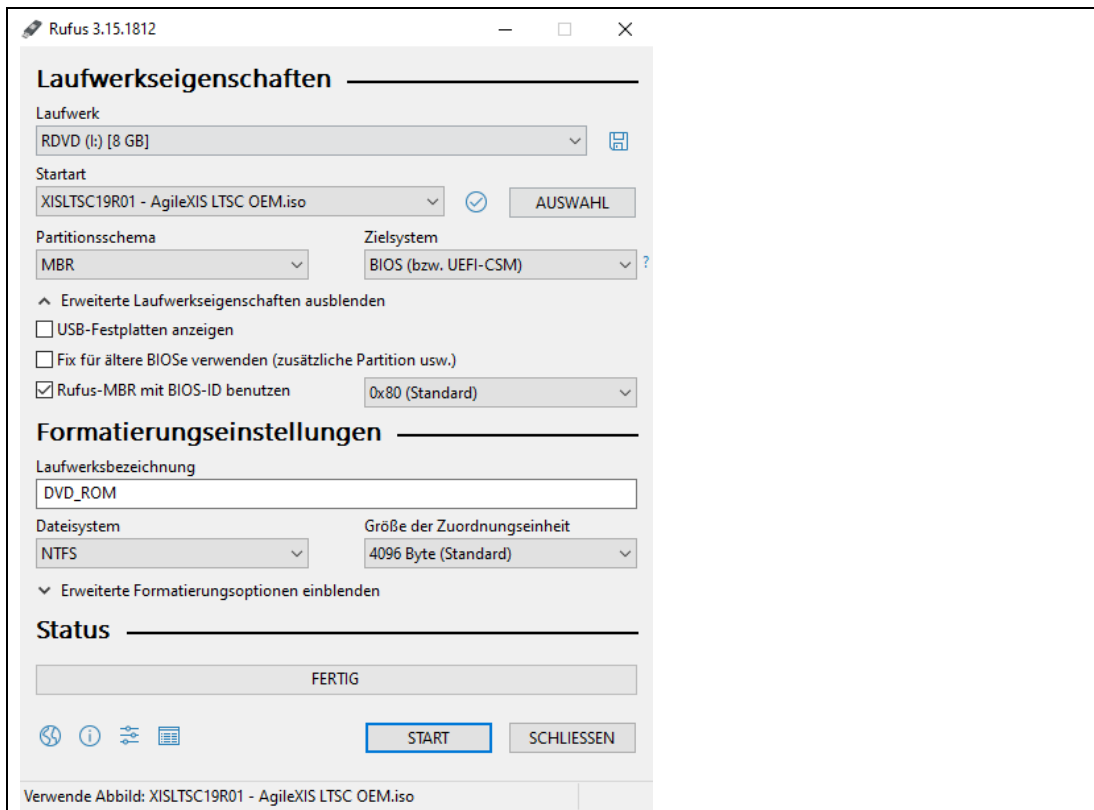 Rufus 3.15.1812
Laufwerkseigenschaften
Laufwerk
RDVD (I:) [8 GB]
Startart
XISLTSC19R01 - AgileXIS LTSC OEM.iso
AUSWAHL
Partitionsschema
Zielsystem
MBR
BIOS (bzw. UEFI-CSM)
?
Erweiterte Laufwerkseigenschaften ausblenden
USB-Festplatten anzeigen
Fix für ältere BIOSe verwenden (zusätzliche Partition usw.)
Rufus-MBR mit BIOS-ID benutzen
0x80 (Standard)
Formatierungseinstellungen
Laufwerksbezeichnung
DVD_ROM
Dateisystem
Größe der Zuordnungseinheit
NTFS
4096 Byte (Standard)
Erweiterte Formatierungsoptionen einblenden
Status
FERTIG
START
SCHLIESSEN
Verwende Abbild: XISLTSC19R01 - AgileXIS LTSC OEM.iso